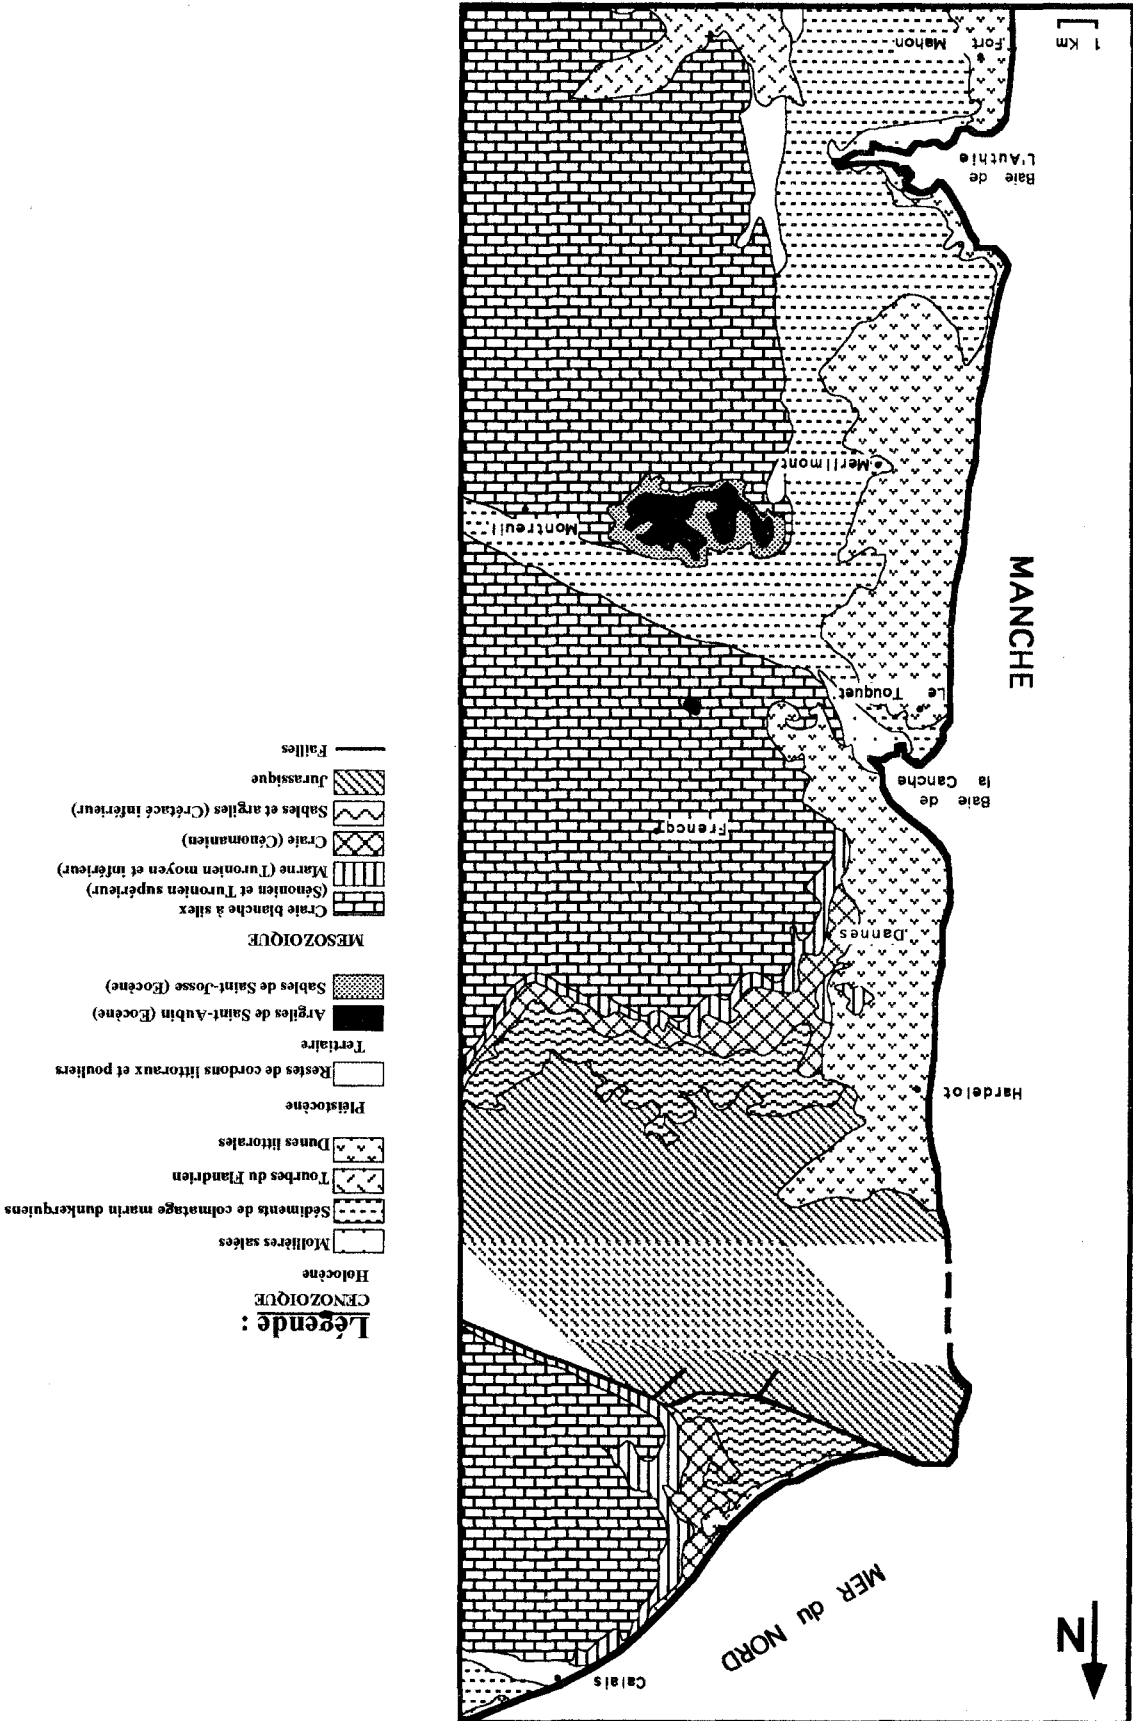 N
MER du NORD
Calais
Hardelot
Dannes
Frencq
Baie de
la Canche
Le Touquet
MANCHE
Montreuil
Merlimont
Baie de
L'Authie
Fort
Mahon
1 Km
Légende :
CENOZOIQUE
Holocène
Mollières salées
Sédiments de colmatage marin dunkerquiens
Tourbes du Flandrien
Dunes littorales
Pléistocène
Restes de cordons littoraux et pouliers
Tertiaire
Argiles de Saint-Aubin (Eocène)
Sables de Saint-Josse (Eocène)
MESOZOIQUE
Craie blanche à silex
(Sénonien et Turonien supérieur)
Marne (Turonien moyen et inférieur)
Craie (Cénomanien)
Sables et argiles (Crétacé inférieur)
Jurassique
Failles